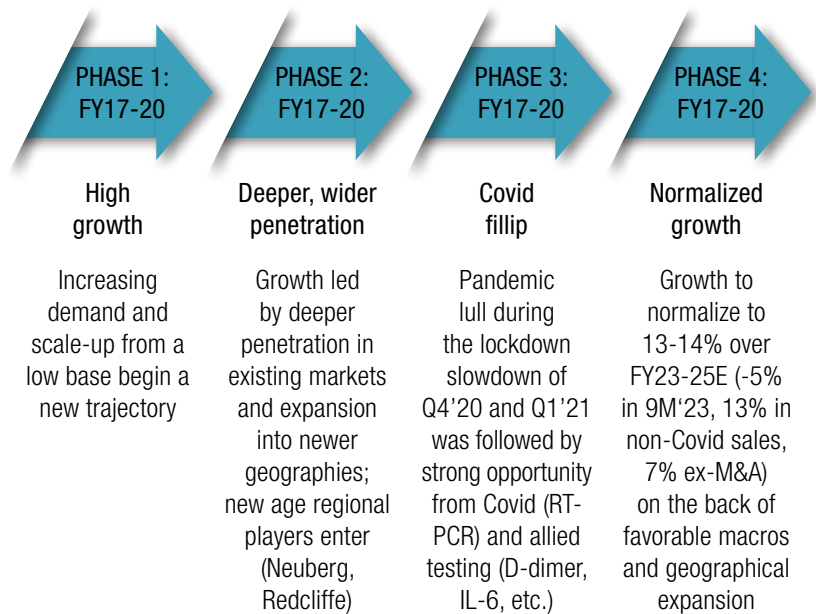 PHASE 1:
FY17-20
High
growth
Increasing
demand and
scale-up from a
low base begin a
new trajectory
PHASE 2:
FY17-20
Deeper, wider
penetration
Growth led
by deeper
penetration in
existing markets
and expansion
into newer
geographies;
new age regional
players enter
(Neuberg,
Redcliffe)
PHASE 3:
FY17-20
Covid
fillip
Pandemic
lull during
the lockdown
slowdown of
Q4’20 and Q1’21
was followed by
strong opportunity
from Covid (RT-
PCR) and allied
testing (D-dimer,
IL-6, etc.)
PHASE 4:
FY17-20
Normalized
growth
Growth to
normalize to
13-14% over
FY23-25E (-5%
in 9M‘23, 13% in
non-Covid sales,
7% ex-M&A)
on the back of
favorable macros
and geographical
expansion